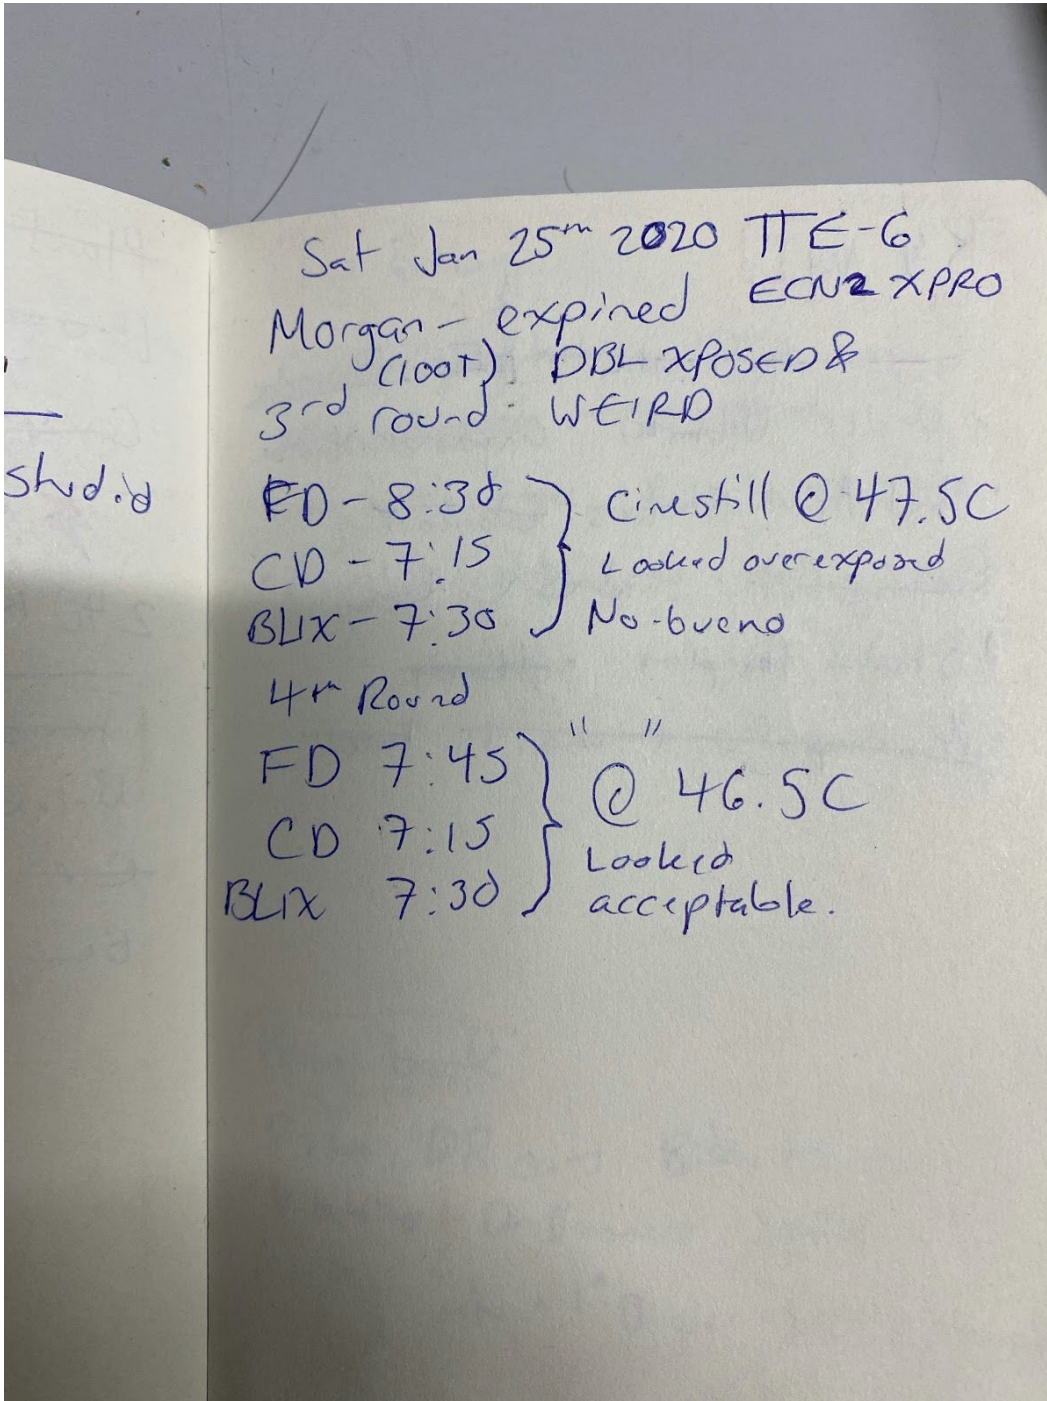 stud.id
Sat Jan 25th 2020 TTE-6
ECN2 XPRO
Morgan - expired
(100T) DBL XPOSED &
3rd round WEIRD
FD - 8:30 } Cinestill @ 47.5C
CD - 7:15 Looked overexposed
BLIX - 7:30 No-bueno
4th Round
FD 7:45 } " "
@ 46.5C
CD 7:15
Looked
BLIX 7:30 acceptable.